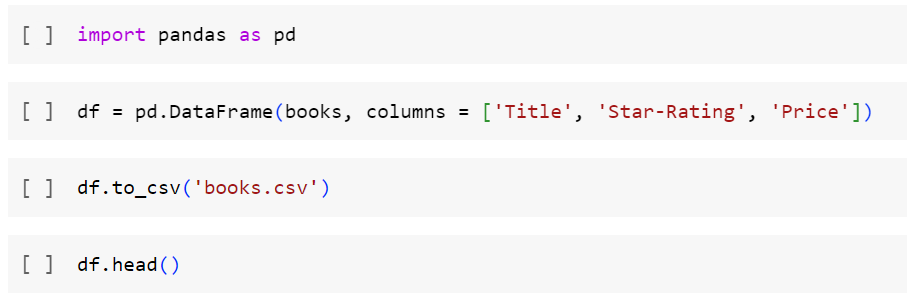 [ ] import pandas as pd
[ ] df = pd.DataFrame(books, columns = ['Title', 'Star-Rating', 'Price'])
[ ] df.to_csv('books.csv')
[ ] df.head()